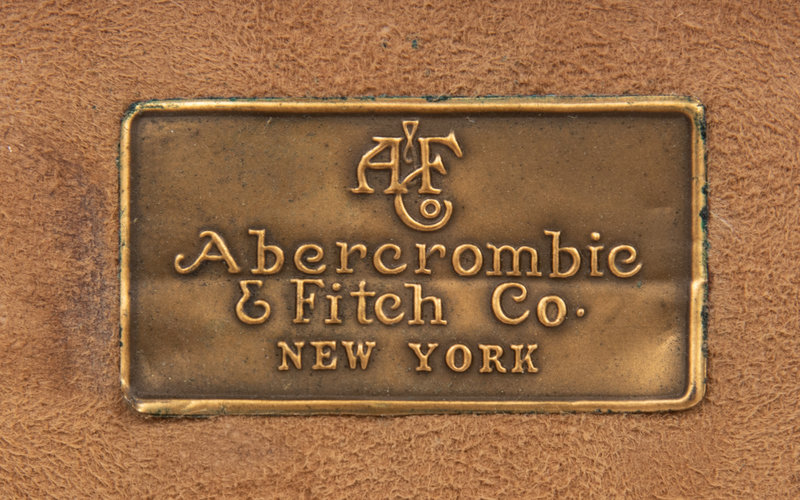 A&F Co
Abercrombie
& Fitch Co.
NEW YORK